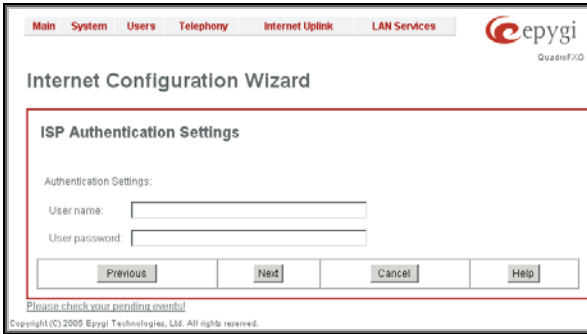 Main System Users Telephony Internet Uplink LAN Services
epygi
QuadroFXO
Internet Configuration Wizard
ISP Authentication Settings
Authentication Settings:
User name:
User password:
Previous Next Cancel Help
Please check your pending events!
Copyright (C) 2005 Epygi Technologies, Ltd. All rights reserved.